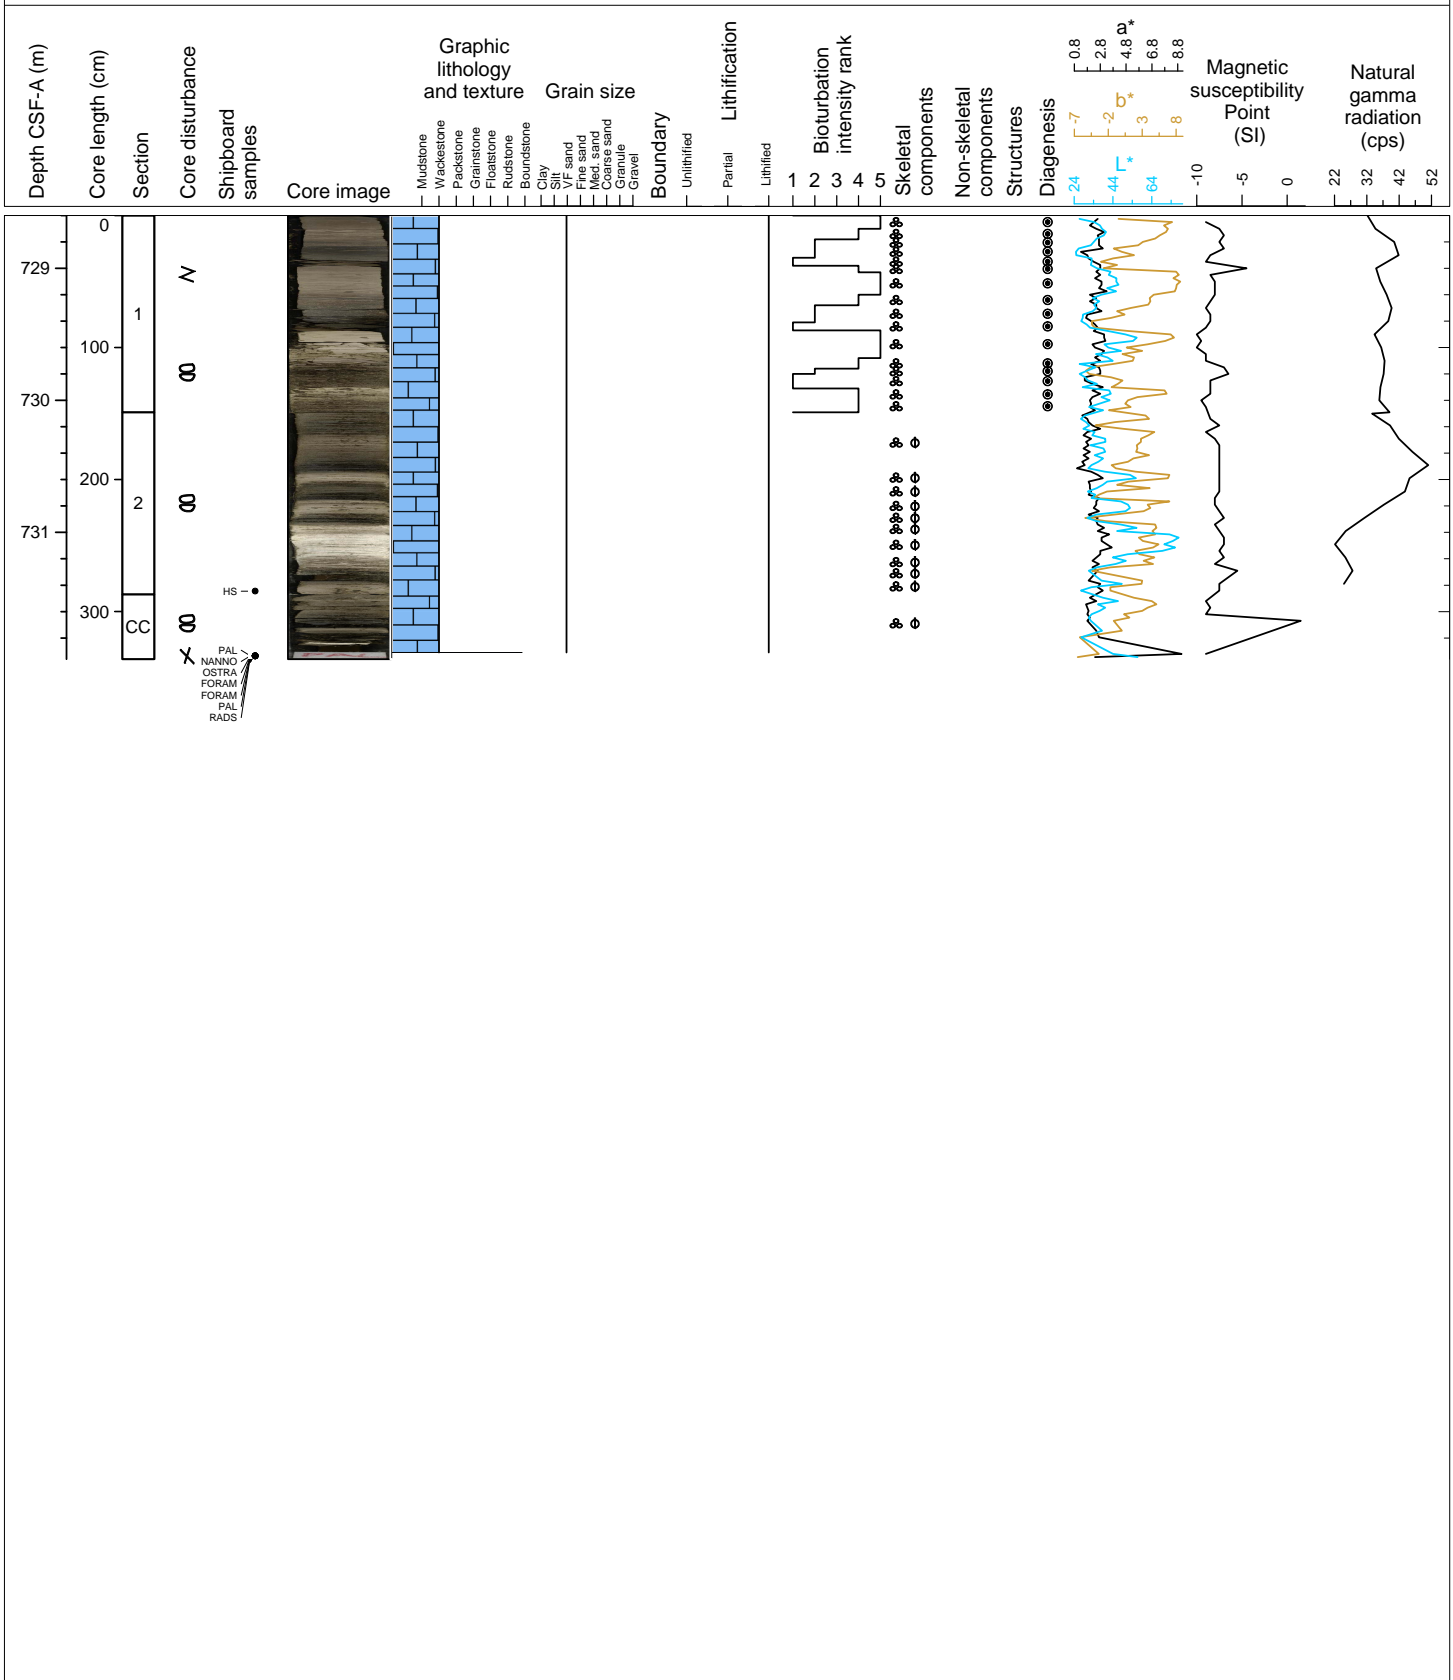 Depth CSF-A (m)
Core length (cm)
Section
Core disturbance
Shipboard
samples
Core image
Graphic
lithology
and texture
Mudstone
Wackestone
Packstone
Grainstone
Floatstone
Rudstone
Boundstone
Grain size
Clay
Silt
VF sand
Fine sand
Med. sand
Coarse sand
Granule
Gravel
Boundary
Lithification
Unlithified
Partial
Lithified
Bioturbation
intensity rank
1 2 3 4 5
Skeletal
components
Non-skeletal
components
Structures
Diagenesis
a*
0.8 2.8 4.8 6.8 8.8
b*
-7 -2 3 8
L*
24 44 64
Magnetic
susceptibility
Point
(SI)
-10 -5 0
Natural
gamma
radiation
(cps)
22 32 42 52
0
729
1
100
730
200
2
731
HS
300
CC
PAL
NANNO
OSTRA
FORAM
FORAM
PAL
RADS